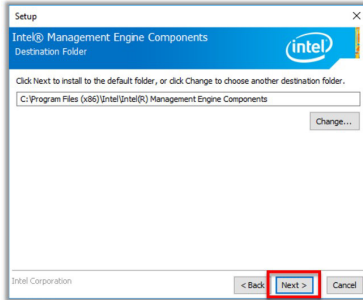 Setup
Intel® Management Engine Components
Destination Folder
intel
Click Next to install to the default folder, or click Change to choose another destination folder.
C:\Program Files (x86)\Intel\Intel(R) Management Engine Components
Change...
Intel Corporation
< Back
Next >
Cancel